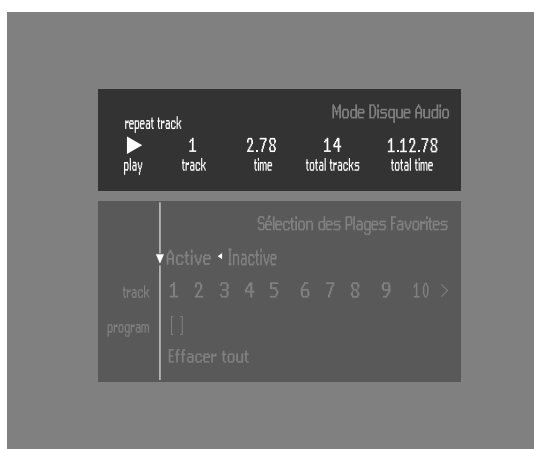 Mode Disque Audio
repeat track
1 2.78 14 1.12.78
play track time total tracks total time
Sélection des Plages Favorites
Active Inactive
track 1 2 3 4 5 6 7 8 9 10 >
program [ ]
Effacer tout